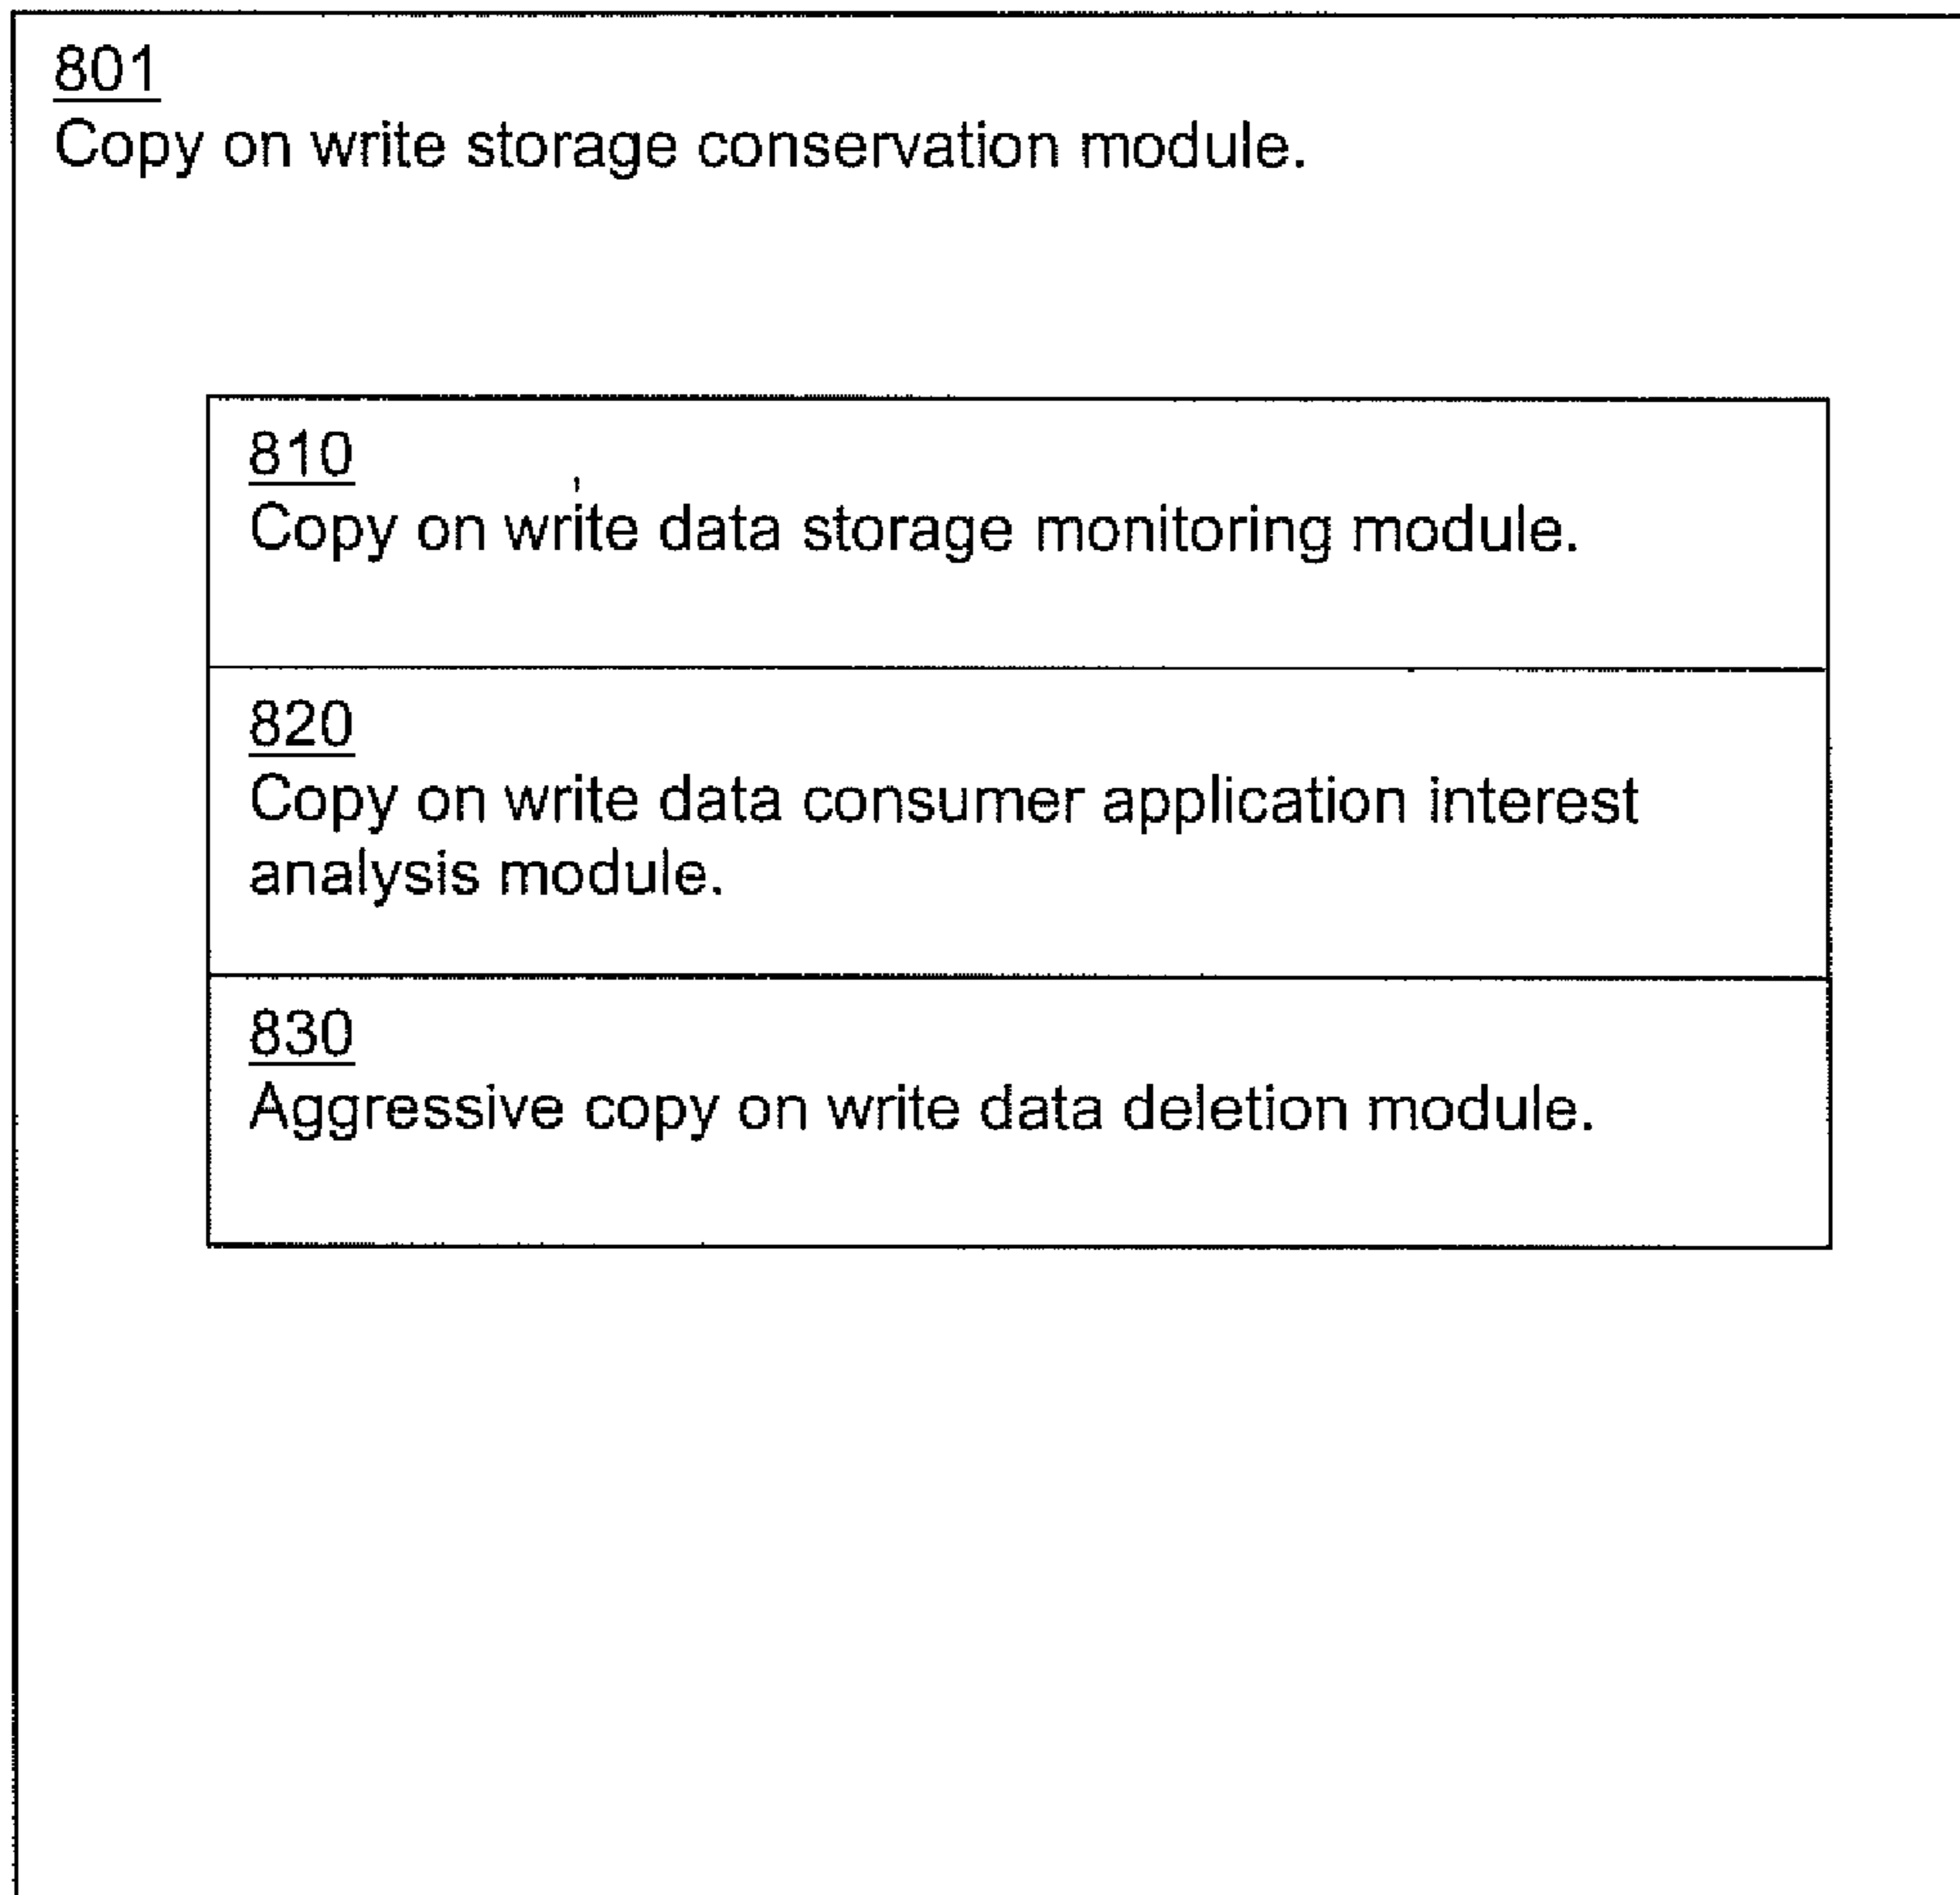 801
Copy on write storage conservation module.
810
Copy on write data storage monitoring module.
820
Copy on write data consumer application interest
analysis module.
830
Aggressive copy on write data deletion module.